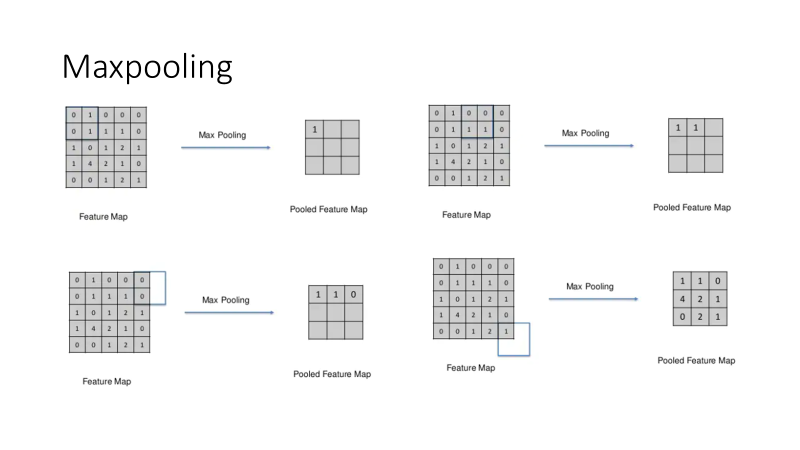 Maxpooling
0 1 0 0 0
0 1 1 1 0
1 0 1 2 1
1 4 2 1 0
0 0 1 2 1
Max Pooling
1
Feature Map
Pooled Feature Map
0 1 0 0 0
0 1 1 1 0
1 0 1 2 1
1 4 2 1 0
0 0 1 2 1
Max Pooling
1 1
Feature Map
Pooled Feature Map
0 1 0 0 0
0 1 1 1 0
1 0 1 2 1
1 4 2 1 0
0 0 1 2 1
Max Pooling
1 1 0
Feature Map
Pooled Feature Map
0 1 0 0 0
0 1 1 1 0
1 0 1 2 1
1 4 2 1 0
0 0 1 2 1
Max Pooling
1 1 0
4 2 1
0 2 1
Feature Map
Pooled Feature Map